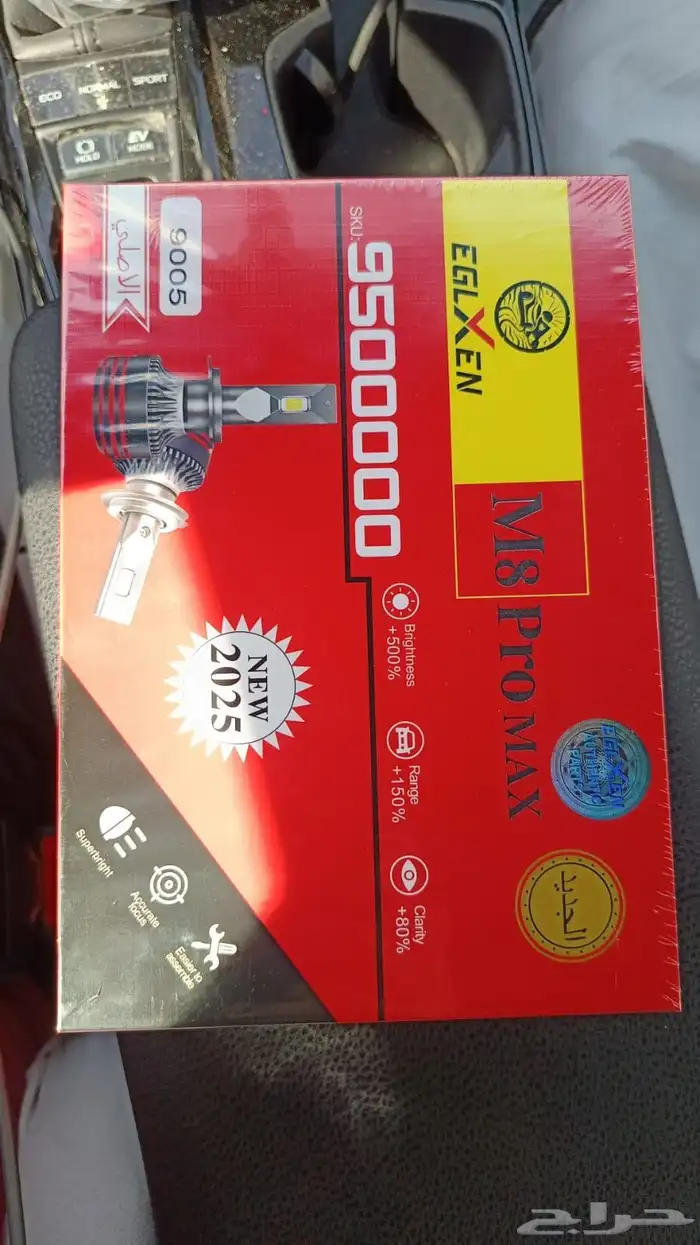 ECO
NORMAL
SPORT
HOLD
EV
MODE
EGLXEN
M8 Pro MAX
الجديد
SKU:
9500000
Brightness
+500%
Range
+150%
Clarity
+80%
9005
الاصلي
NEW
2025
Superbright
Accurate
focus
Easier to
assemble
حراج